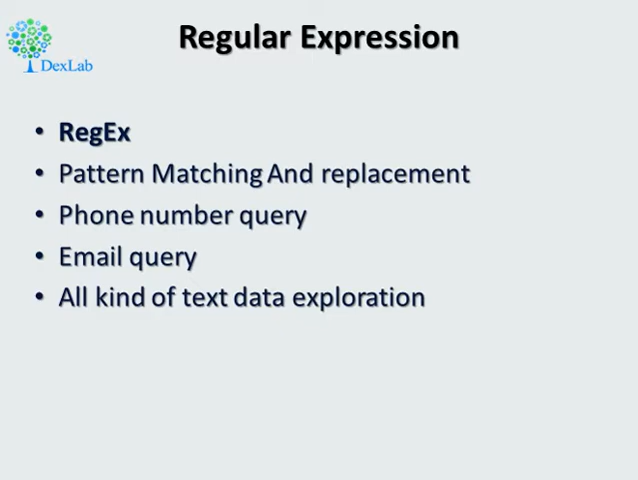 Regular Expression
DexLab
• RegEx
• Pattern Matching And replacement
• Phone number query
• Email query
• All kind of text data exploration